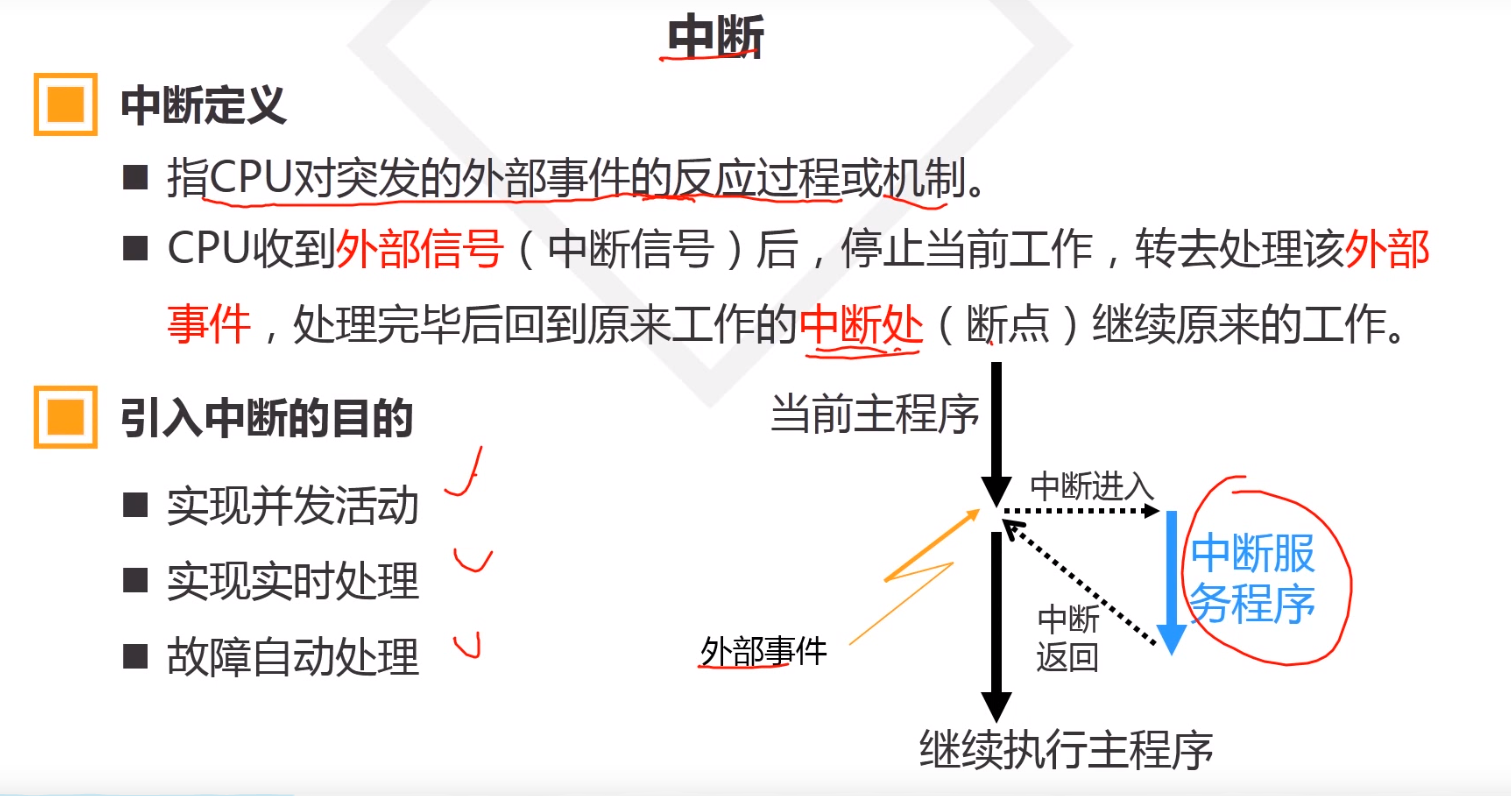 中断
中断定义
指CPU对突发的外部事件的反应过程或机制。
CPU收到外部信号（中断信号）后，停止当前工作，转去处理该外部
事件，处理完毕后回到原来工作的中断处（断点）继续原来的工作。
引入中断的目的
实现并发活动
实现实时处理
故障自动处理
当前主程序
中断进入
中断服
务程序
中断
返回
外部事件
继续执行主程序